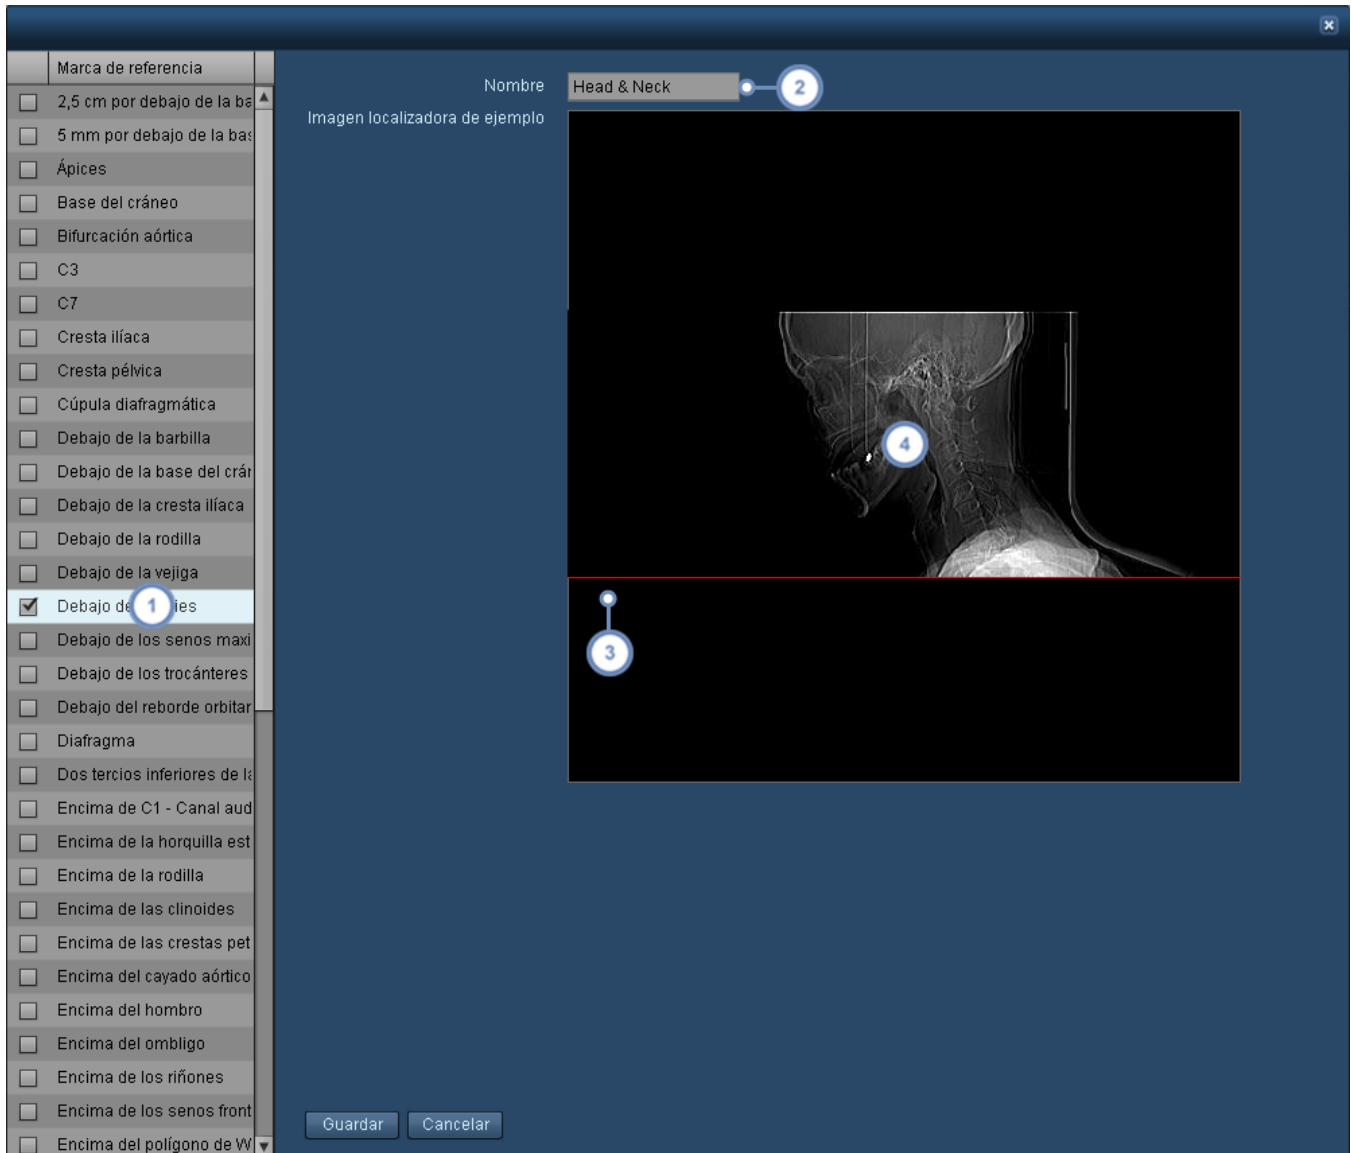 Marca de referencia
2,5 cm por debajo de la ba
5 mm por debajo de la bas
Ápices
Base del cráneo
Bifurcación aórtica
C3
C7
Cresta ilíaca
Cresta pélvica
Cúpula diafragmática
Debajo de la barbilla
Debajo de la base del crán
Debajo de la cresta ilíaca
Debajo de la rodilla
Debajo de la vejiga
Debajo de 1 ies
Debajo de los senos maxi
Debajo de los trocánteres
Debajo del reborde orbitar
Diafragma
Dos tercios inferiores de la
Encima de C1 - Canal aud
Encima de la horquilla est
Encima de la rodilla
Encima de las clinoides
Encima de las crestas pet
Encima del cayado aórtico
Encima del hombro
Encima del ombligo
Encima de los riñones
Encima de los senos front
Encima del polígono de W
Nombre
Head & Neck
2
Imagen localizadora de ejemplo
4
3
Guardar
Cancelar